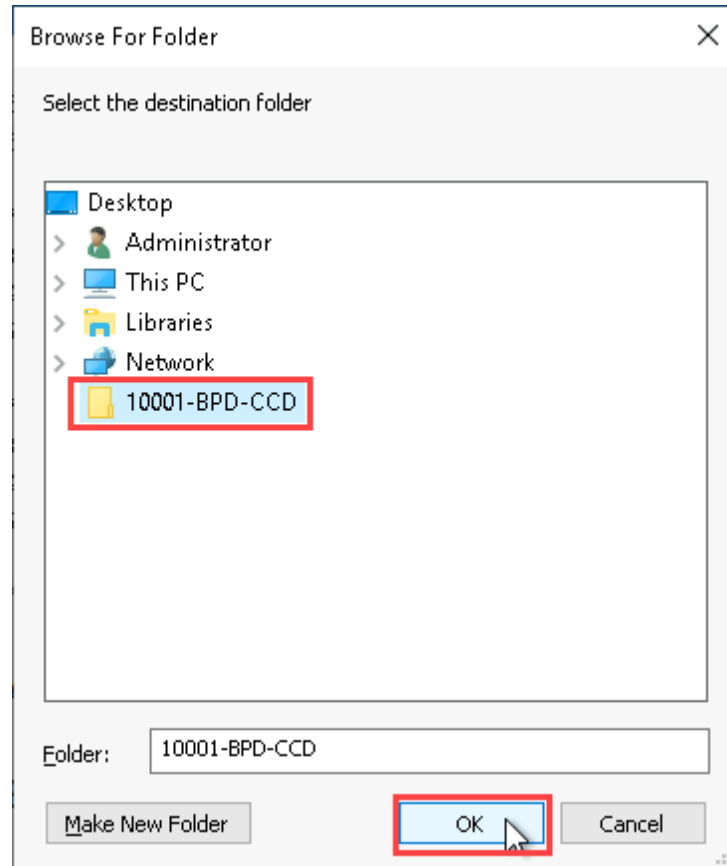 Browse For Folder
Select the destination folder
Desktop
Administrator
This PC
Libraries
Network
10001-BPD-CCD
Folder: 10001-BPD-CCD
Make New Folder OK Cancel